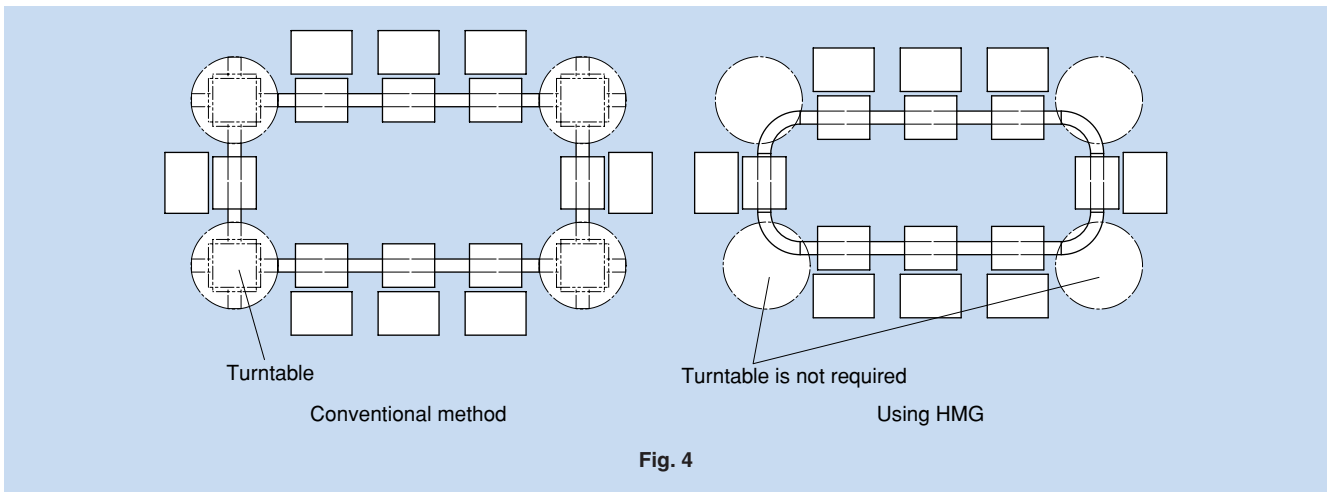 Turntable
Conventional method
Turntable is not required
Using HMG
Fig. 4